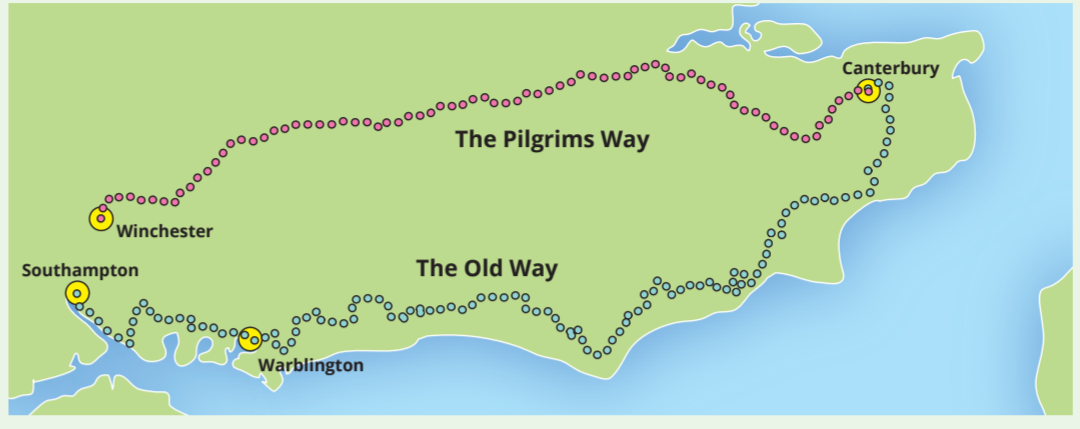 Canterbury
The Pilgrims Way
Winchester
Southampton
The Old Way
Warblington